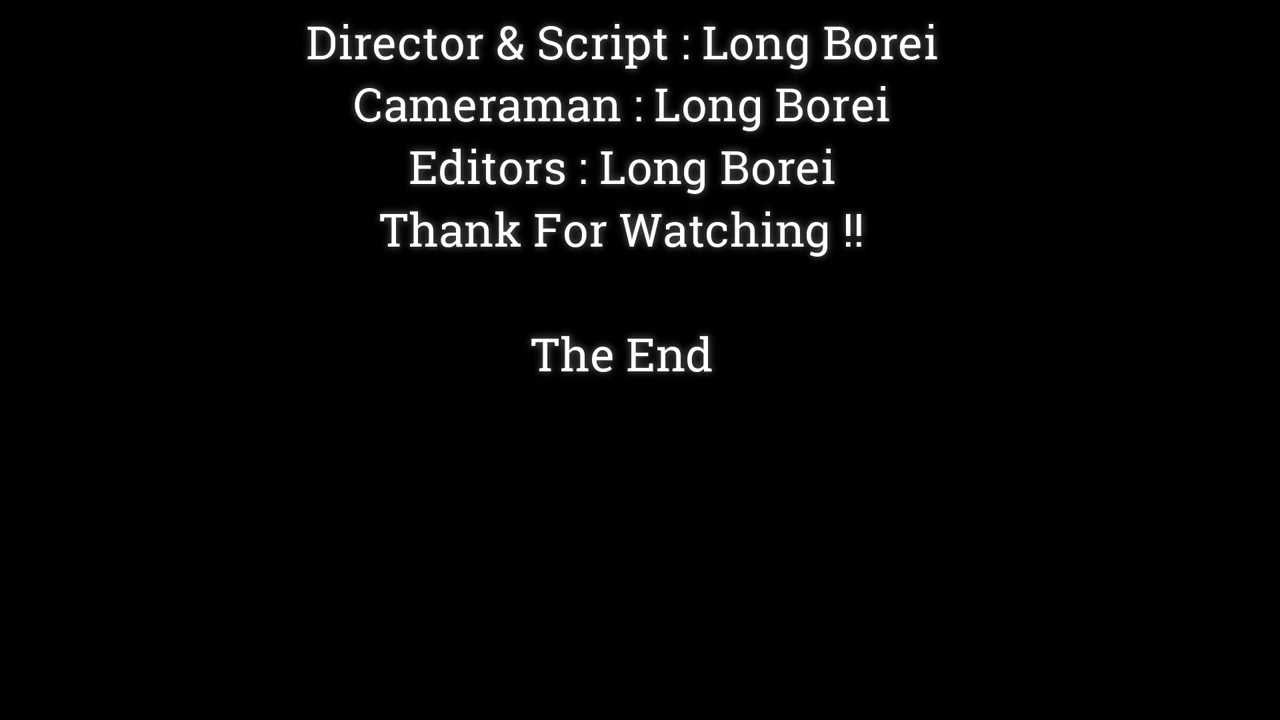 Director & Script : Long Borei
Cameraman : Long Borei
Editors : Long Borei
Thank For Watching !!
The End